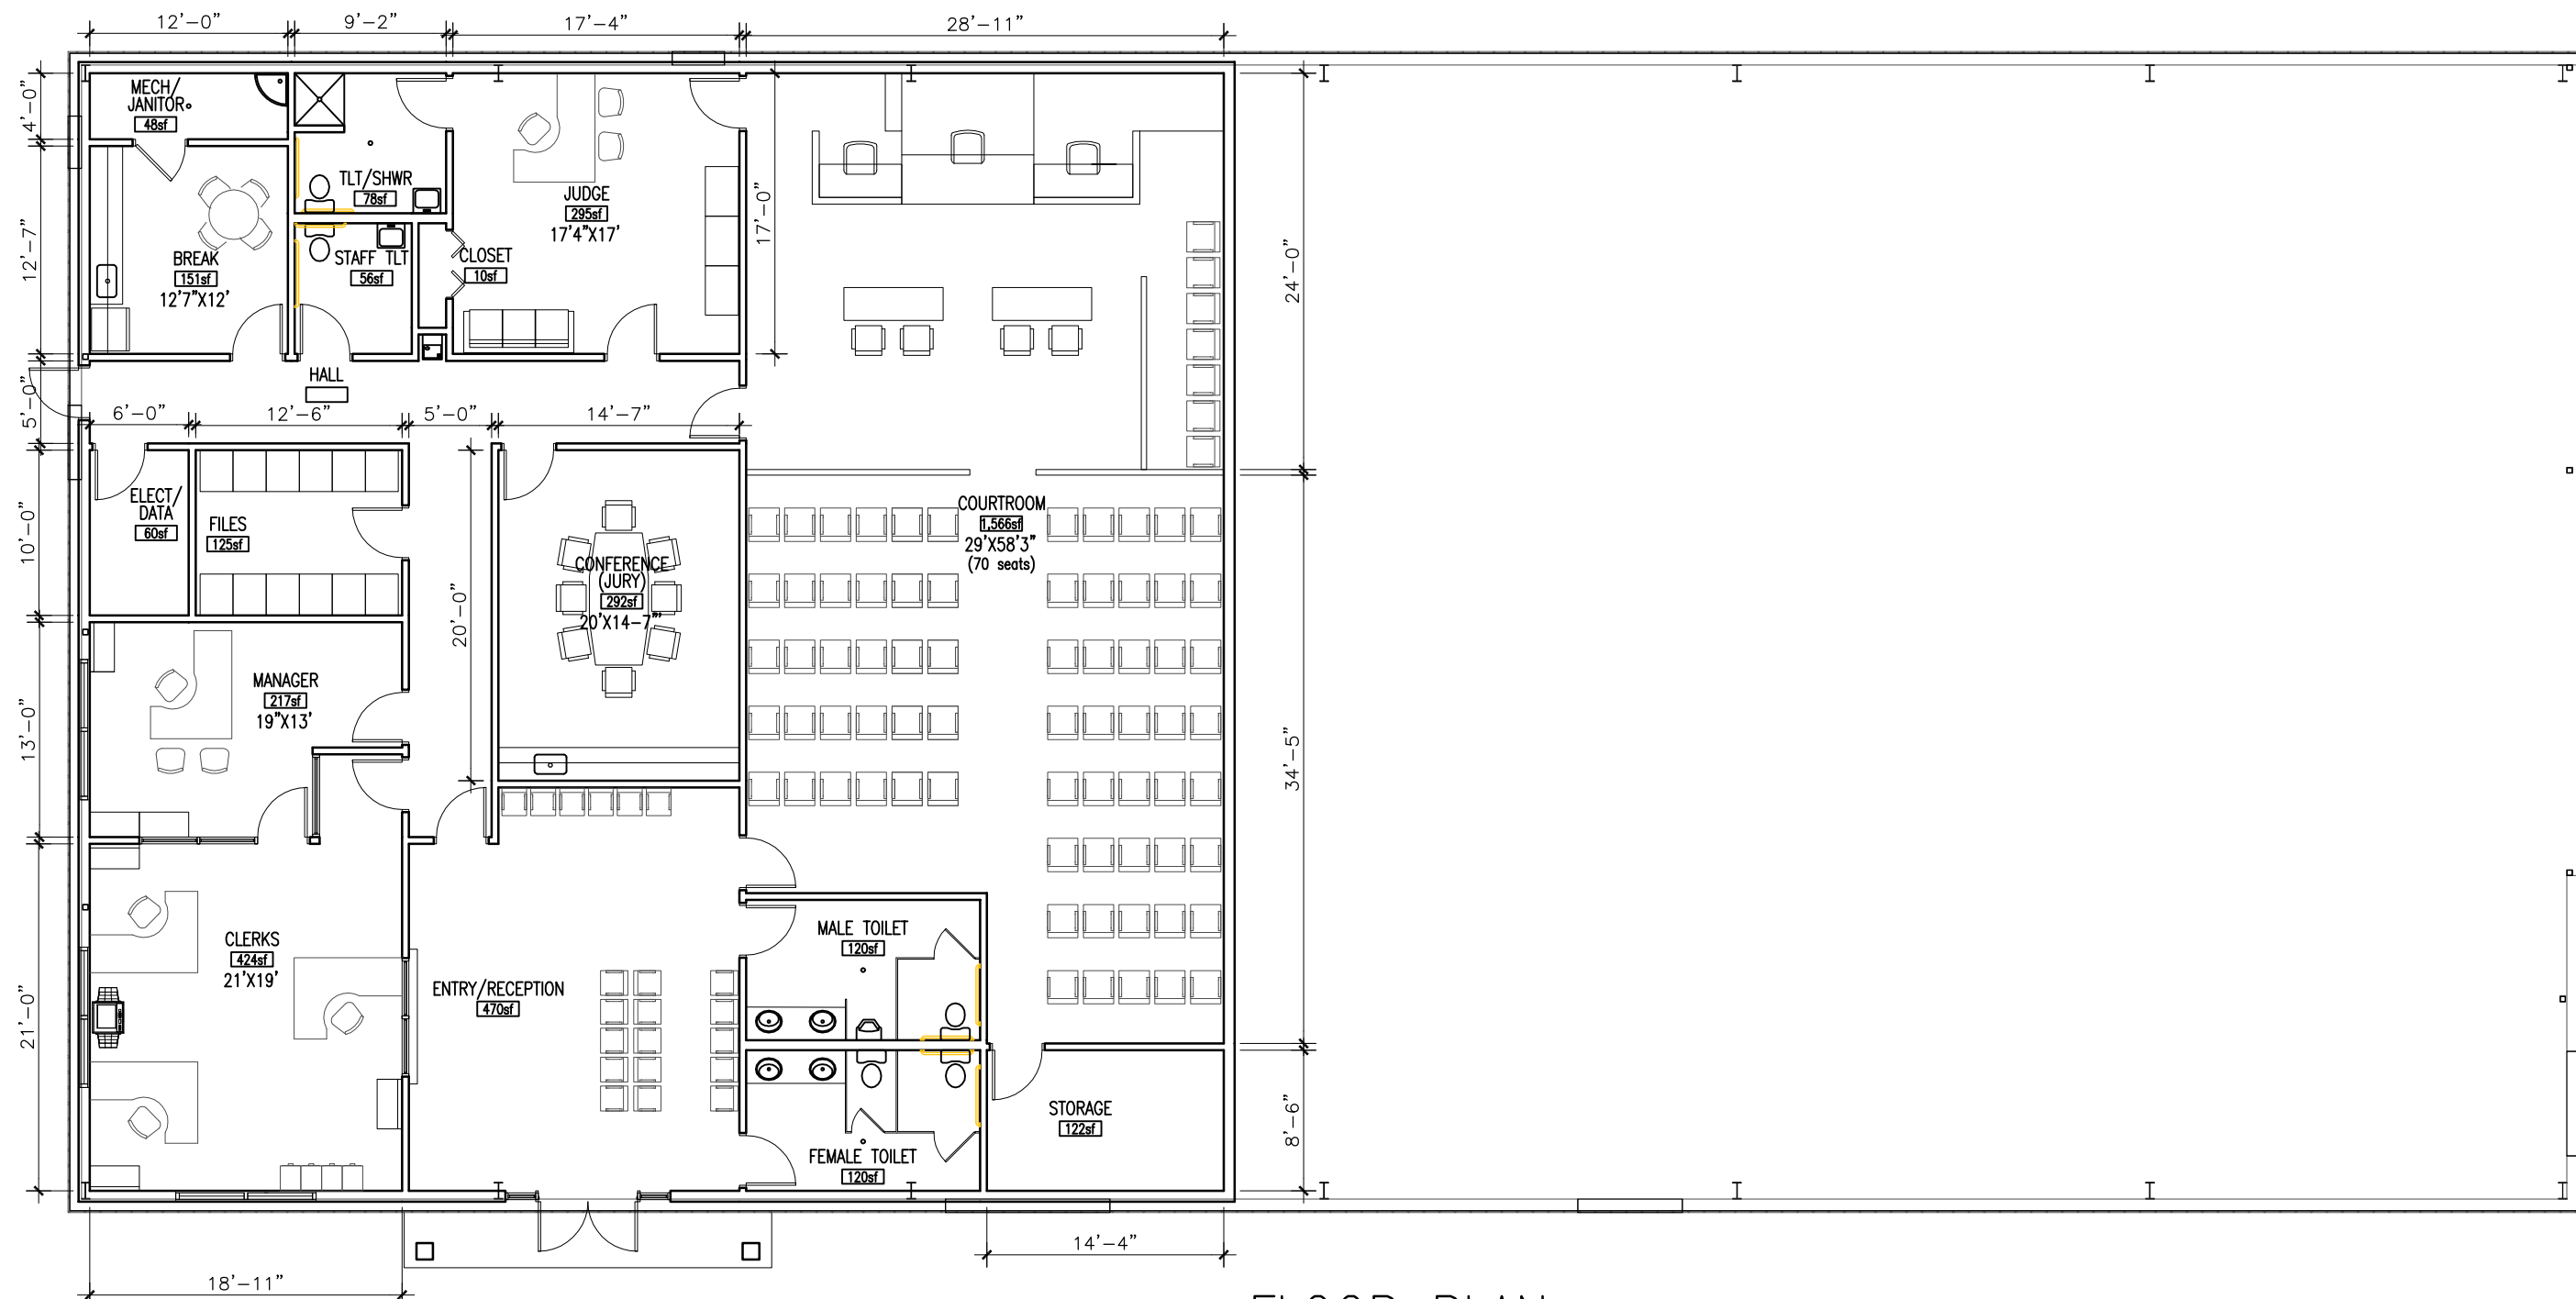 12'-0"
9'-2"
17'-4"
28'-11"
4'-0"
12'-7"
5'-0"
10'-0"
13'-0"
21'-0"
MECH/
JANITOR
48sf
TLT/SHWR
78sf
JUDGE
295sf
17'4"X17'
17'-0"
BREAK
151sf
12'7"X12'
STAFF TLT
56sf
CLOSET
10sf
24'-0"
HALL
6'-0"
12'-6"
5'-0"
14'-7"
ELECT/
DATA
60sf
FILES
125sf
20'-0"
CONFERENCE
(JURY)
292sf
20'X14-7"'
COURTROOM
1,566sf
29'X58'3"
(70 seats)
MANAGER
217sf
19"X13'
34'-5"
CLERKS
424sf
21'X19'
ENTRY/RECEPTION
470sf
MALE TOILET
120sf
FEMALE TOILET
120sf
STORAGE
122sf
8'-6"
14'-4"
18'-11"
FLOOR PLAN